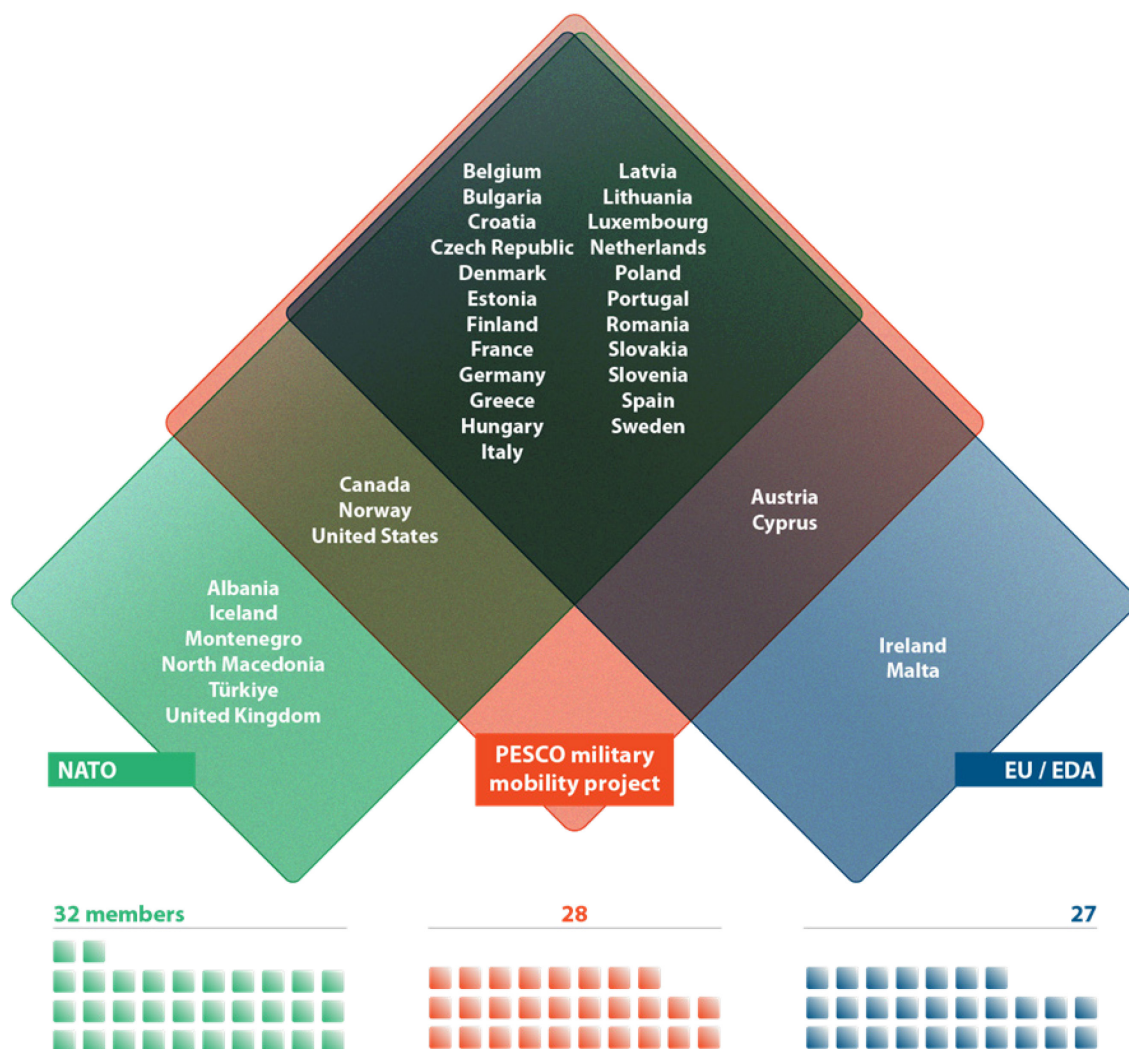 Belgium
Bulgaria
Croatia
Czech Republic
Denmark
Estonia
Finland
France
Germany
Greece
Hungary
Italy
Latvia
Lithuania
Luxembourg
Netherlands
Poland
Portugal
Romania
Slovakia
Slovenia
Spain
Sweden
Canada
Norway
United States
Austria
Cyprus
Albania
Iceland
Montenegro
North Macedonia
Türkiye
United Kingdom
Ireland
Malta
NATO
PESCO military
mobility project
EU / EDA
32 members
28
27